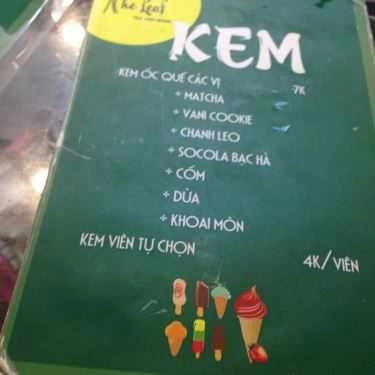 KEM
KEM ỐC QUẾ CÁC VỊ 7K
+ MATCHA
+ VANI COOKIE
+ CHANH LEO
+ SOCOLA BẠC HÀ
+ CỐM
+ DỪA
+ KHOAI MÔN
KEM VIÊN TỰ CHỌN 4K/VIÊN